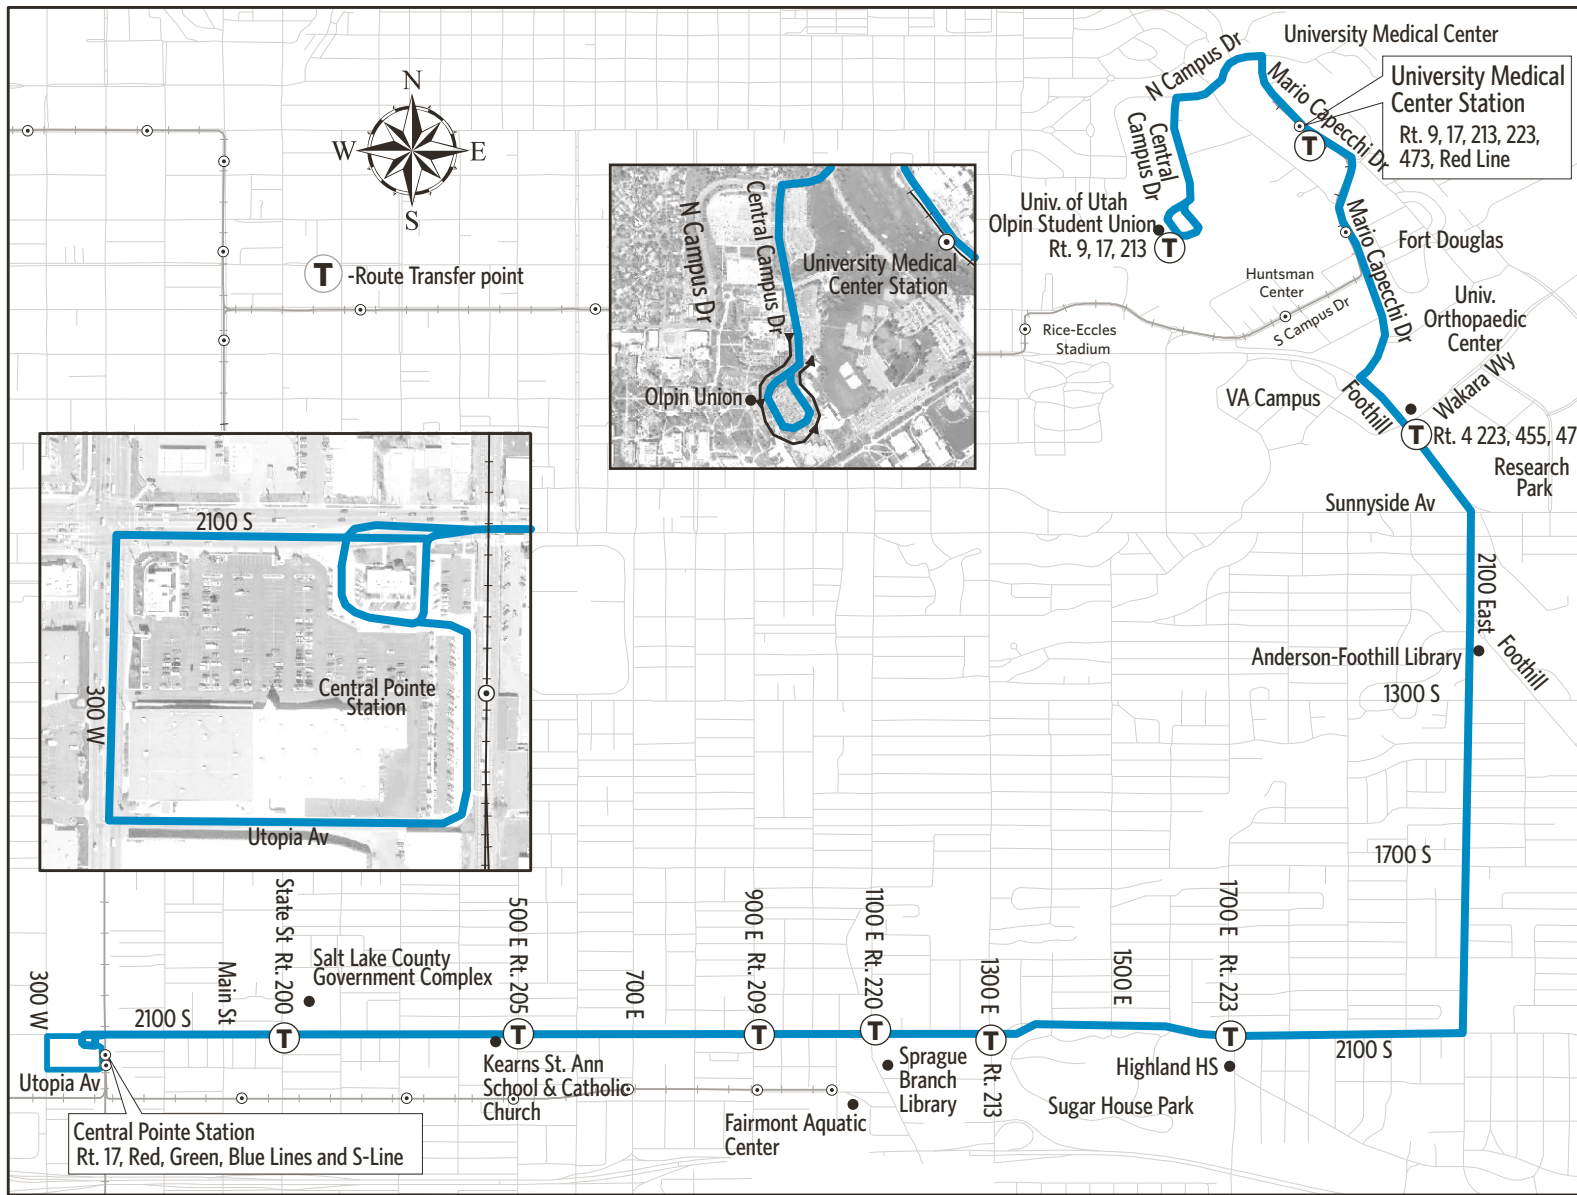 University Medical Center
N Campus Dr
Mario Capecchi Dr
University Medical
Center Station
Rt. 9, 17, 213, 223,
473, Red Line
N
W
E
S
Central
Campus Dr
Univ. of Utah
Olpin Student Union
Rt. 9, 17, 213
T
T
Mario Capecchi Dr
Fort Douglas
T
-Route Transfer point
N Campus Dr
Central Campus Dr
University Medical
Center Station
Olpin Union
Huntsman
Center
S Campus Dr
Rice-Eccles
Stadium
Univ.
Orthopaedic
Center
VA Campus
Foothill
Wakara Wy
T
Rt. 4 223, 455, 47
Research
Park
Sunnyside Av
2100 East
Foothill
Anderson-Foothill Library
1300 S
1700 S
2100 S
300 W
Central Pointe
Station
Utopia Av
300 W
2100 S
Main St
State St Rt. 200
T
Salt Lake County
Government Complex
500 E Rt. 205
T
Kearns St. Ann
School & Catholic
Church
700 E
900 E Rt. 209
T
1100 E Rt. 220
T
Fairmont Aquatic
Center
Sprague
Branch
Library
1300 E
T
Rt. 213
1500 E
1700 E Rt. 223
T
Highland HS
Sugar House Park
2100 S
Utopia Av
Central Pointe Station
Rt. 17, Red, Green, Blue Lines and S-Line